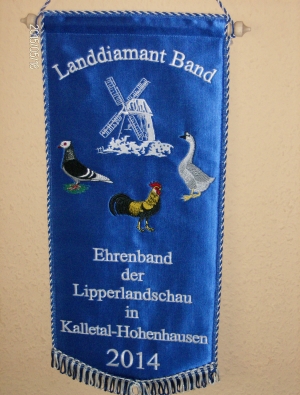 Landdiamant Band
Ehrenband
der
Lipperlandschau
in
Kalletal-Hohenhausen
2014